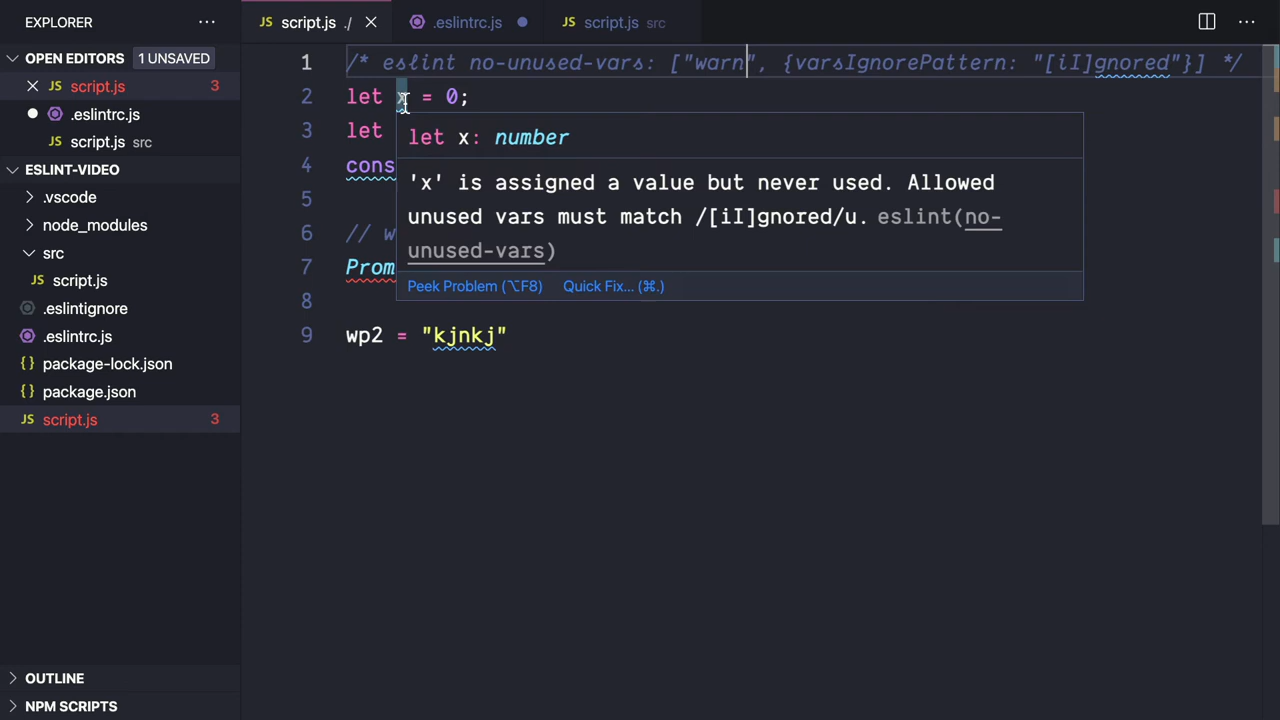 EXPLORER
OPEN EDITORS 1 UNSAVED
script.js 3
.eslintrc.js
script.js src
ESLINT-VIDEO
.vscode
node_modules
src
script.js
.eslintignore
.eslintrc.js
package-lock.json
package.json
script.js 3
OUTLINE
NPM SCRIPTS
script.js ./ .eslintrc.js script.js src
1 /* eslint no-unused-vars: ["warn", {varsIgnorePattern: "[iI]gnored"}] */
2 let x = 0;
3 let
4 cons
5
6 // w
7 Prom
8
9 wp2 = "kjnkj"
let x: number
'x' is assigned a value but never used. Allowed
unused vars must match /[iI]gnored/u. eslint(no-
unused-vars)
Peek Problem (⌥F8) Quick Fix... (⌘.)